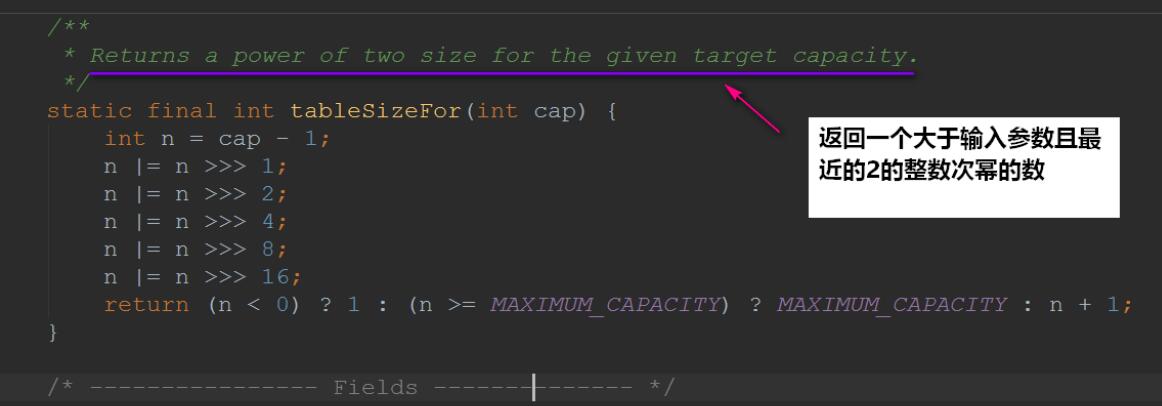 /**
 * Returns a power of two size for the given target capacity.
 */
static final int tableSizeFor(int cap) {
    int n = cap - 1;
    n |= n >>> 1;
    n |= n >>> 2;
    n |= n >>> 4;
    n |= n >>> 8;
    n |= n >>> 16;
    return (n < 0) ? 1 : (n >= MAXIMUM_CAPACITY) ? MAXIMUM_CAPACITY : n + 1;
}
/* ---------------- Fields -------------- */
返回一个大于输入参数且最
近的2的整数次幂的数